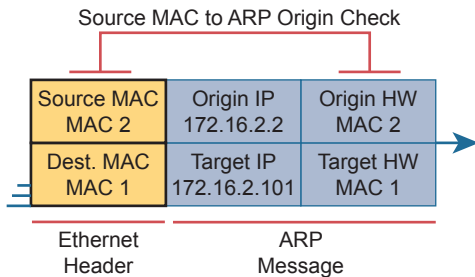 Source MAC to ARP Origin Check
Source MAC
MAC 2
Origin IP
172.16.2.2
Origin HW
MAC 2
Dest. MAC
MAC 1
Target IP
172.16.2.101
Target HW
MAC 1
Ethernet
Header
ARP
Message